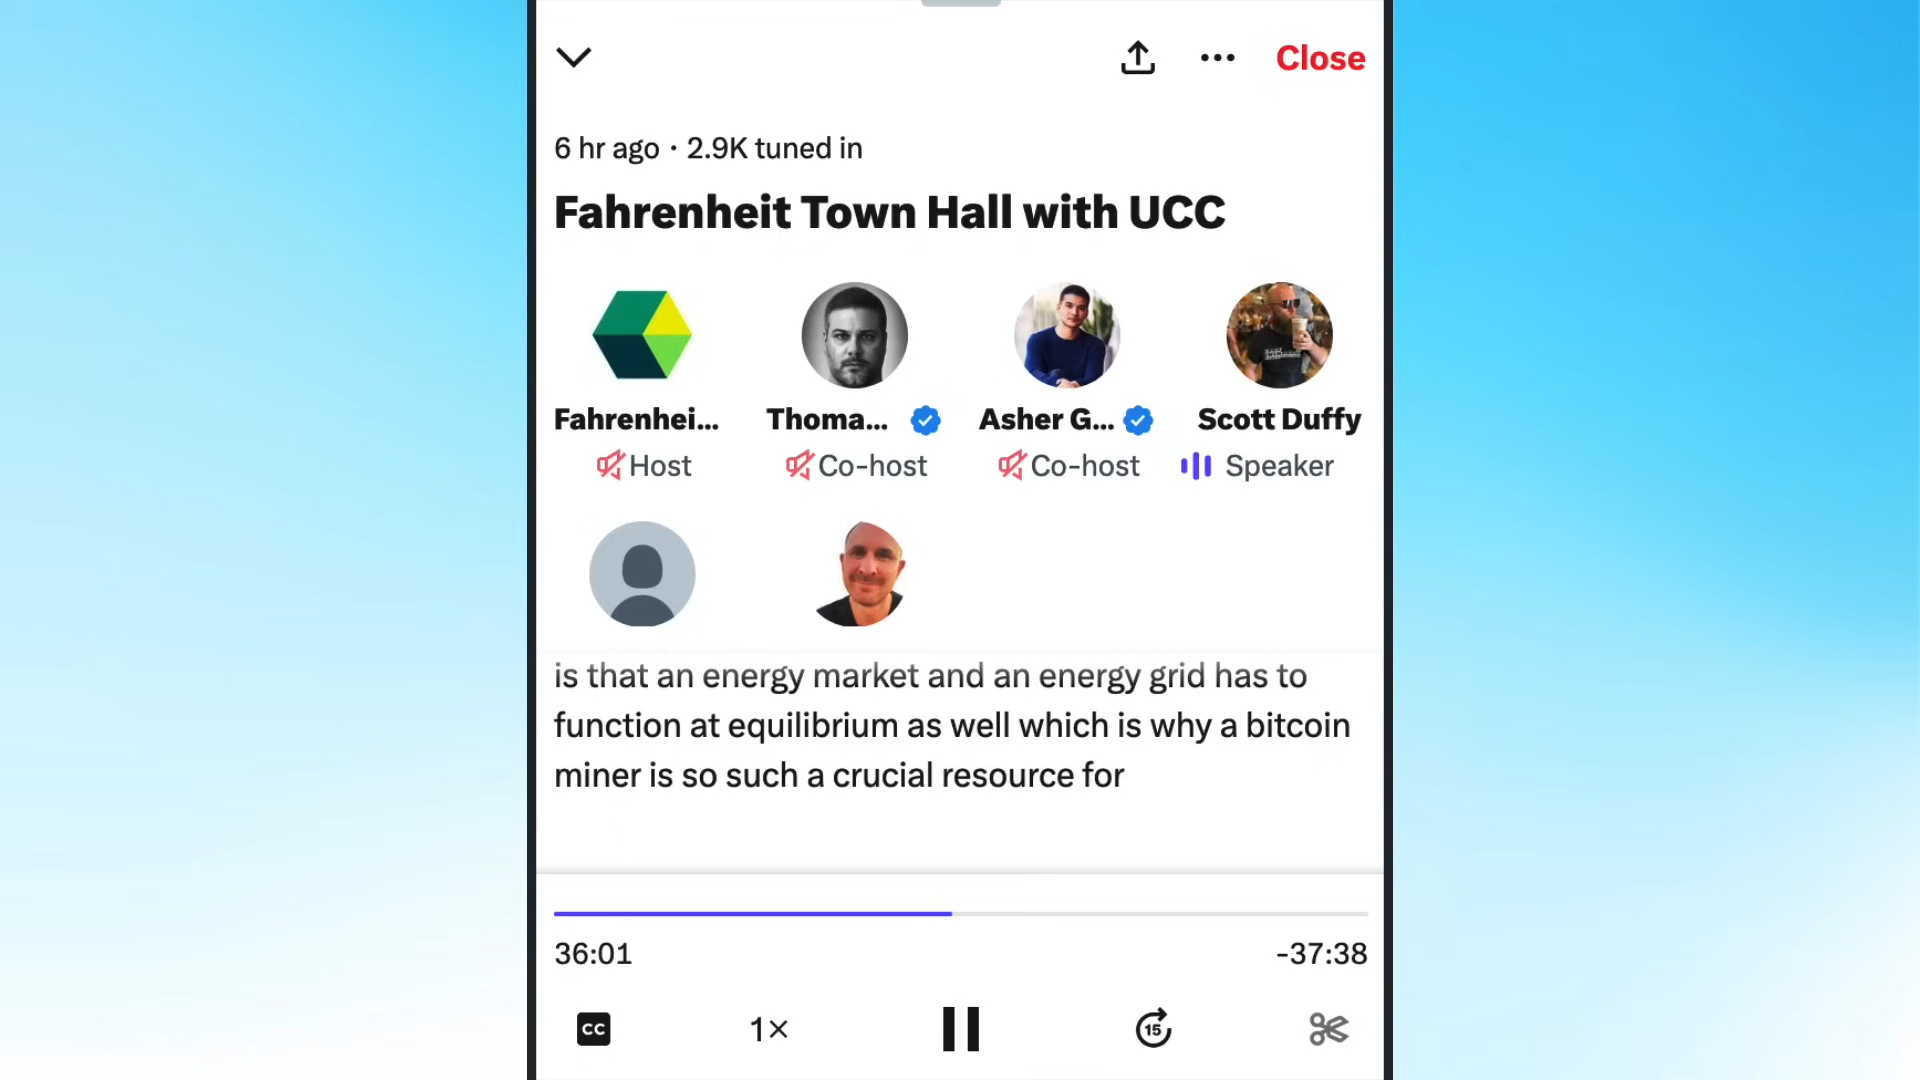 Close
6 hr ago · 2.9K tuned in
Fahrenheit Town Hall with UCC
Fahrenhei... Thoma... Asher G... Scott Duffy
Host Co-host Co-host Speaker
is that an energy market and an energy grid has to
function at equilibrium as well which is why a bitcoin
miner is so such a crucial resource for
36:01 -37:38
CC 1× 15